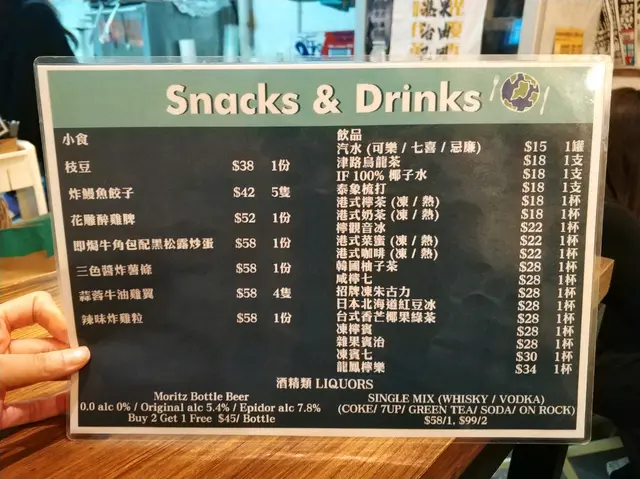 Snacks & Drinks
小食
枝豆 $38 1份
炸鰻魚餃子 $42 5隻
花雕醉雞脾 $52 1份
即焗牛角包配黑松露炒蛋 $58 1份
三色醬炸薯條 $58 1份
蒜蓉牛油雞翼 $58 4隻
辣味炸雞粒 $58 1份
飲品
汽水 (可樂 / 七喜 / 忌廉) $15 1罐
津路烏龍茶 $18 1支
IF 100% 椰子水 $18 1支
泰象梳打 $18 1支
港式檸茶 (凍 / 熱) $18 1杯
港式奶茶 (凍 / 熱) $18 1杯
檸觀音冰 $22 1杯
港式菜蜜 (凍 / 熱) $22 1杯
港式咖啡 (凍 / 熱) $22 1杯
韓國柚子茶 $28 1杯
咸檸七 $28 1杯
招牌凍朱古力 $28 1杯
日本北海道紅豆冰 $28 1杯
台式香芒椰果綠茶 $28 1杯
凍檸賓 $28 1杯
雜果賓治 $28 1杯
凍賓七 $30 1杯
龍鳳檸樂 $34 1杯
酒精類 LIQUORS
Moritz Bottle Beer
0.0 alc 0% / Original alc 5.4% / Epidor alc 7.8%
Buy 2 Get 1 Free $45/ Bottle
SINGLE MIX (WHISKY / VODKA)
(COKE/ 7UP/ GREEN TEA/ SODA/ ON ROCK)
$58/1, $99/2